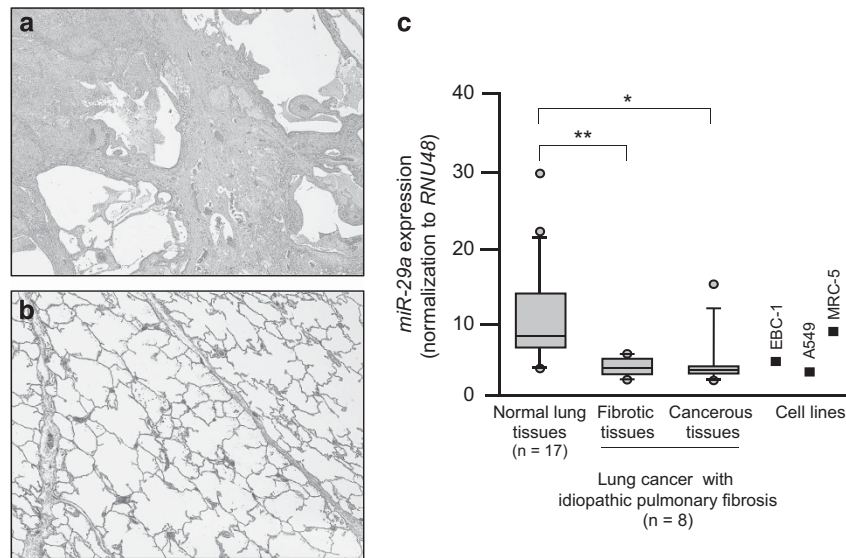 a
b
c
miR-29a expression
(normalization to RNU48)
40
30
20
10
0
*
**
EBC-1
A549
MRC-5
Normal lung
tissues
(n = 17)
Fibrotic
tissues
Cancerous
tissues
Cell lines
Lung cancer with
idiopathic pulmonary fibrosis
(n = 8)